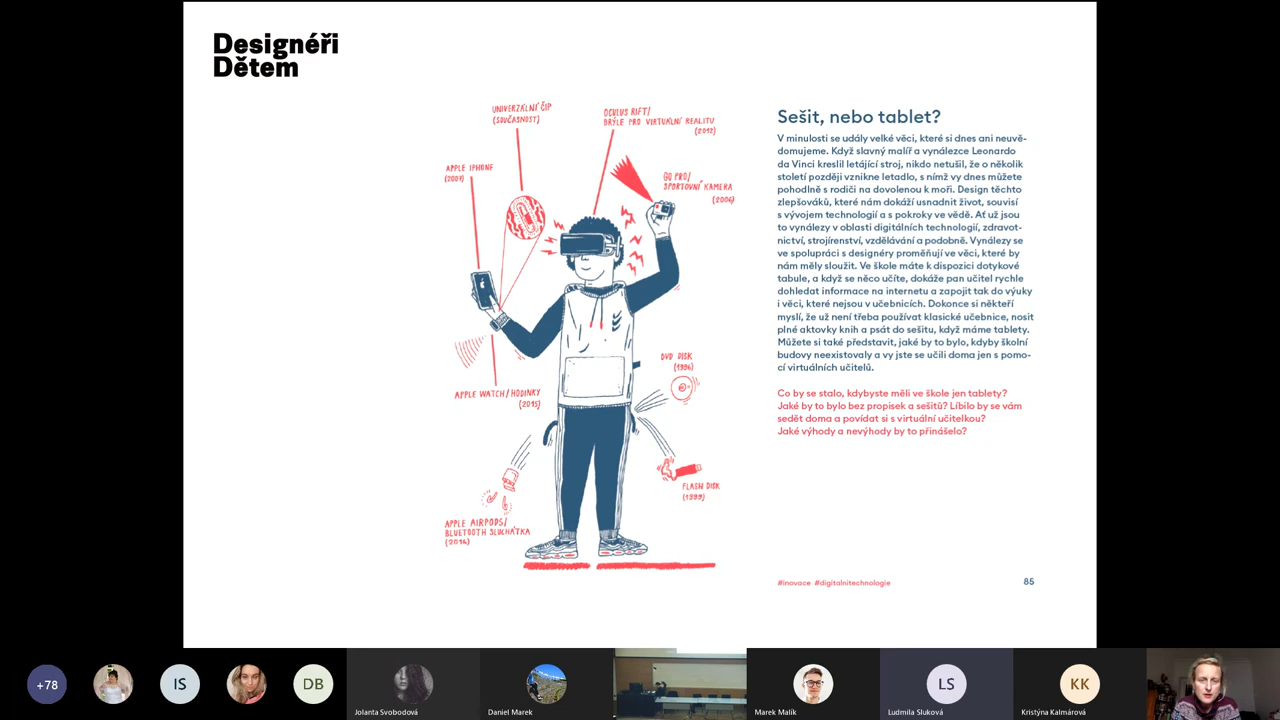 Designéři
Dětem
UNIVERZÁLNÍ ČIP
(SOUČASNOST)
OCULUS RIFT/
BRÝLE PRO VIRTUÁLNÍ REALITU
(2012)
APPLE IPHONE
(2007)
GO PRO/
SPORTOVNÍ KAMERA
(2006)
APPLE WATCH/HODINKY
(2015)
DVD DISK
(1996)
FLASH DISK
(1999)
APPLE AIRPODS/
BLUETOOTH SLUCHÁTKA
(2016)
Sešit, nebo tablet?
V minulosti se udály velké věci, které si dnes ani neuvě-
domujeme. Když slavný malíř a vynálezce Leonardo
da Vinci kreslil létající stroj, nikdo netušil, že o několik
století později vznikne letadlo, s nímž vy dnes můžete
pohodlně s rodiči na dovolenou k moři. Design těchto
zlepšováků, které nám dokáží usnadnit život, souvisí
s vývojem technologií a s pokroky ve vědě. Ať už jsou
to vynálezy v oblasti digitálních technologií, zdravot-
nictví, strojírenství, vzdělávání a podobně. Vynálezy se
ve spolupráci s designéry proměňují ve věci, které by
nám měly sloužit. Ve škole máte k dispozici dotykové
tabule, a když se něco učíte, dokáže pan učitel rychle
dohledat informace na internetu a zapojit tak do výuky
i věci, které nejsou v učebnicích. Dokonce si někteří
myslí, že už není třeba používat klasické učebnice, nosit
plné aktovky knih a psát do sešitu, když máme tablety.
Můžete si také představit, jaké by to bylo, kdyby školní
budovy neexistovaly a vy jste se učili doma jen s pomo-
cí virtuálních učitelů.
Co by se stalo, kdybyste měli ve škole jen tablety?
Jaké by to bylo bez propisek a sešitů? Líbilo by se vám
sedět doma a povídat si s virtuální učitelkou?
Jaké výhody a nevýhody by to přinášelo?
#inovace #digitalnitechnologie
85
+78
IS
DB
LS
KK
Jolanta Svobodová
Daniel Marek
Marek Malík
Ludmila Sluková
Kristýna Kalmárová